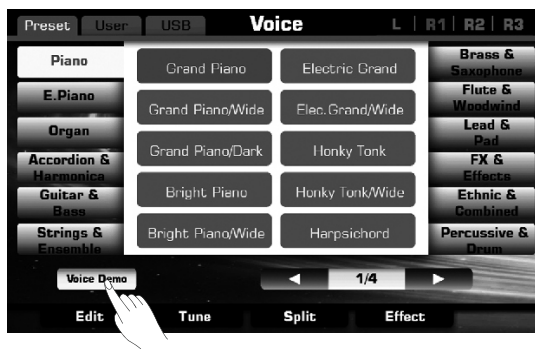 Preset User USB Voice L R1 R2 R3
Piano
E.Piano
Organ
Accordion &
Harmonica
Guitar &
Bass
Strings &
Ensemble
Grand Piano Electric Grand
Grand Piano/Wide Elec.Grand/Wide
Grand Piano/Dark Honky Tonk
Bright Piano Honky Tonk/Wide
Bright Piano/Wide Harpsichord
Brass &
Saxophone
Flute &
Woodwind
Lead &
Pad
FX &
Effects
Ethnic &
Combined
Percussive &
Drum
Voice Demo 1/4
Edit Tune Split Effect